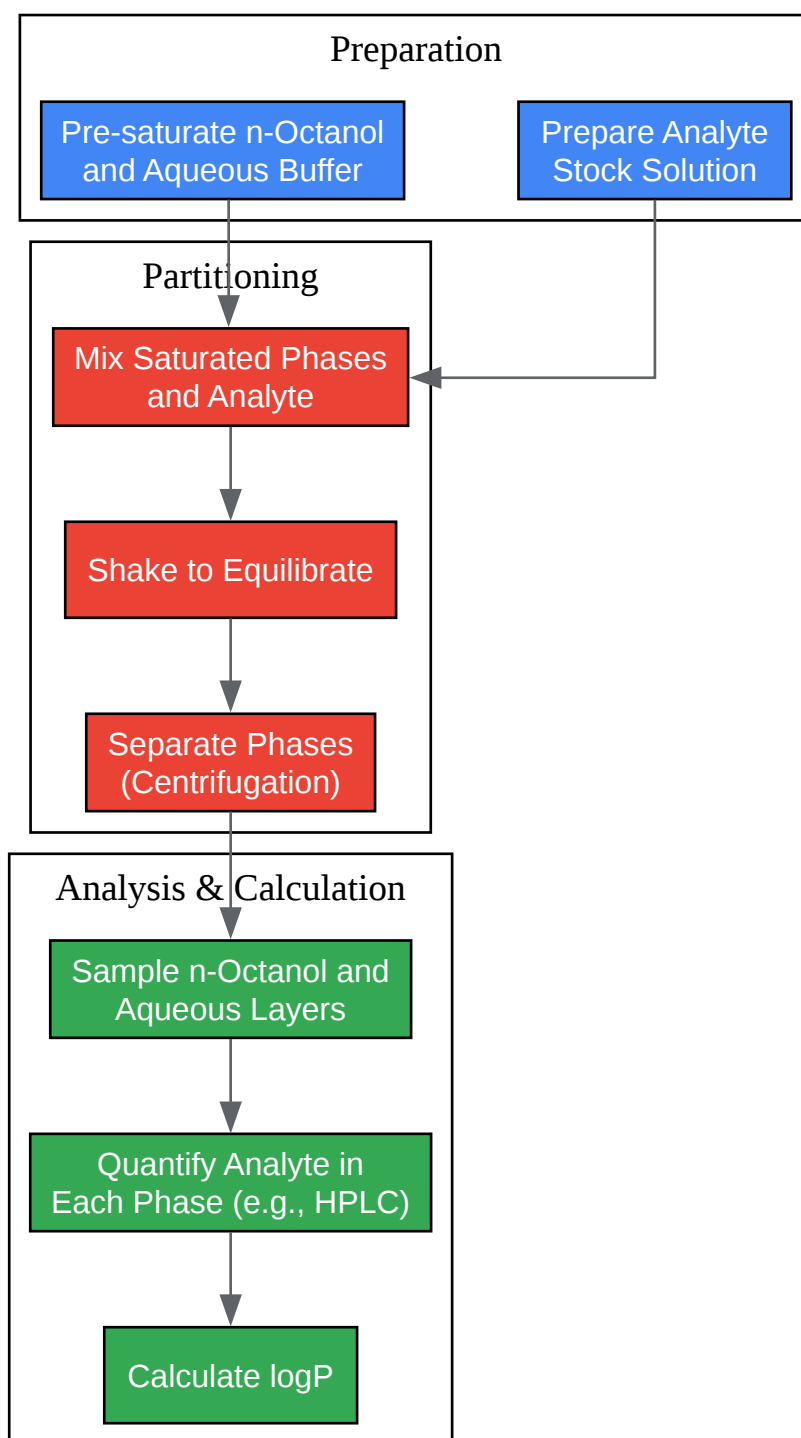 Preparation
Pre-saturate n-Octanol
and Aqueous Buffer
Prepare Analyte
Stock Solution
Partitioning
Mix Saturated Phases
and Analyte
Shake to Equilibrate
Separate Phases
(Centrifugation)
Analysis & Calculation
Sample n-Octanol and
Aqueous Layers
Quantify Analyte in
Each Phase (e.g., HPLC)
Calculate logP